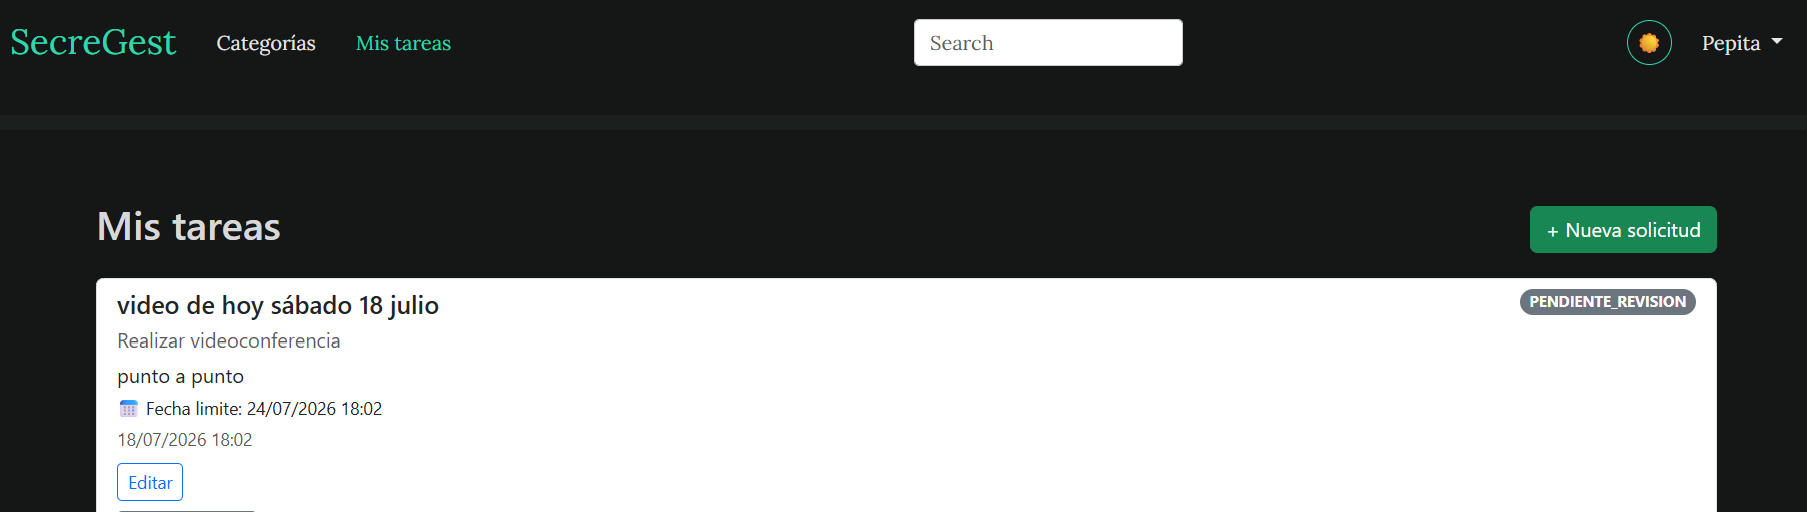 SecreGest
Categorías
Mis tareas
Search
Pepita
Mis tareas
+ Nueva solicitud
video de hoy sábado 18 julio
PENDIENTE_REVISION
Realizar videoconferencia
punto a punto
Fecha limite: 24/07/2026 18:02
18/07/2026 18:02
Editar